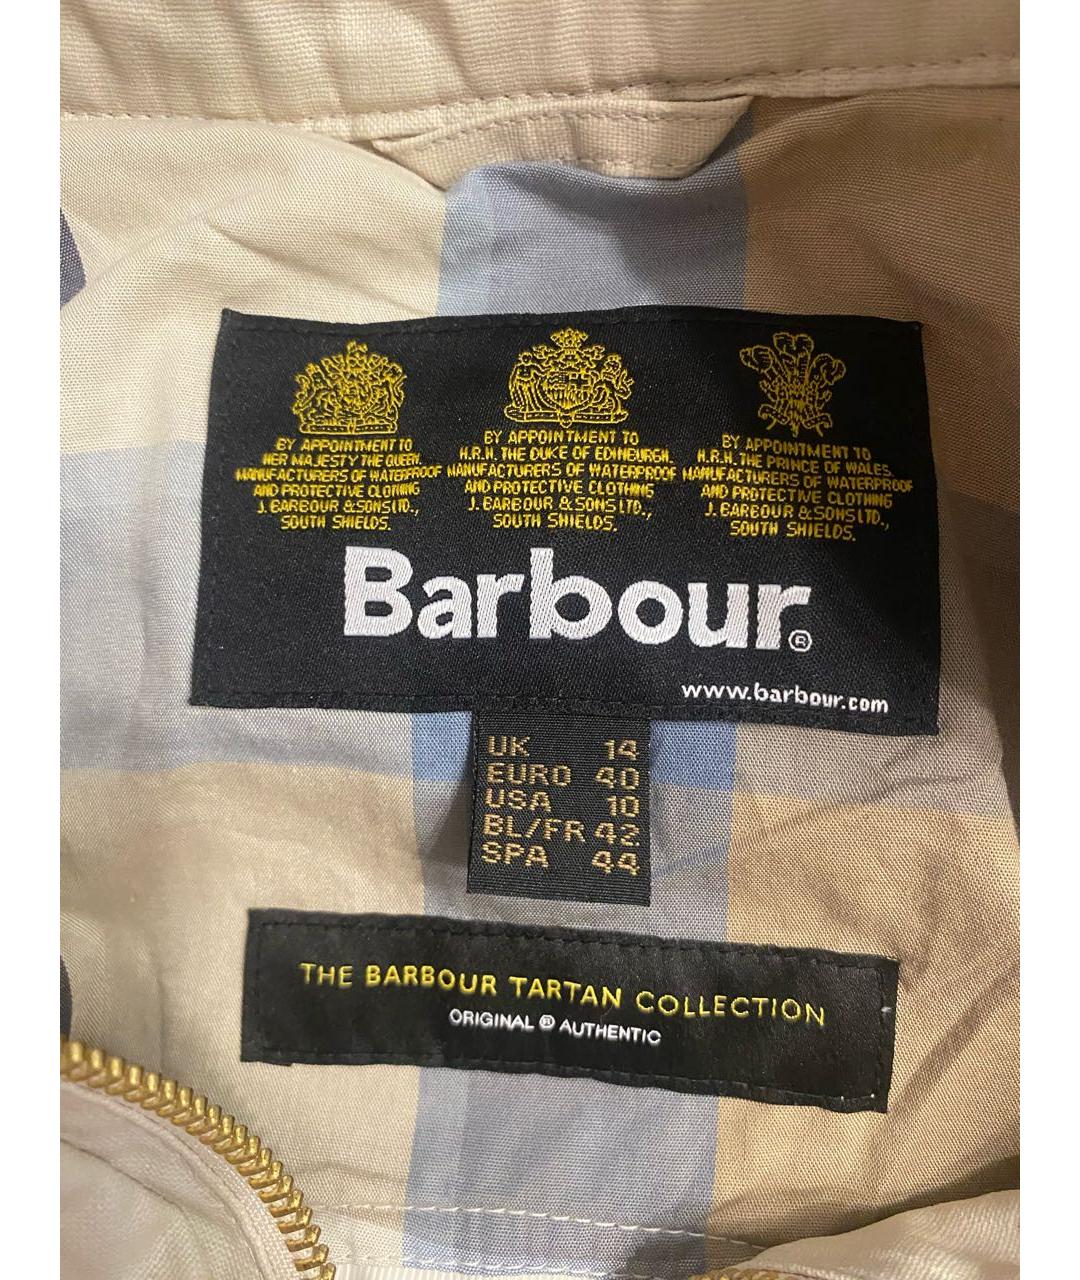 BY APPOINTMENT TO
HER MAJESTY THE QUEEN.
MANUFACTURERS OF WATERPROOF
AND PROTECTIVE CLOTHING
J. BARBOUR & SONS LTD.,
SOUTH SHIELDS.
BY APPOINTMENT TO
H.R.H. THE DUKE OF EDINBURGH.
MANUFACTURERS OF WATERPROOF
AND PROTECTIVE CLOTHING
J. BARBOUR & SONS LTD.,
SOUTH SHIELDS.
BY APPOINTMENT TO
H.R.H. THE PRINCE OF WALES.
MANUFACTURERS OF WATERPROOF
AND PROTECTIVE CLOTHING
J. BARBOUR & SONS LTD.,
SOUTH SHIELDS.
Barbour®
www.barbour.com
UK 14
EURO 40
USA 10
BL/FR 42
SPA 44
THE BARBOUR TARTAN COLLECTION
ORIGINAL ® AUTHENTIC